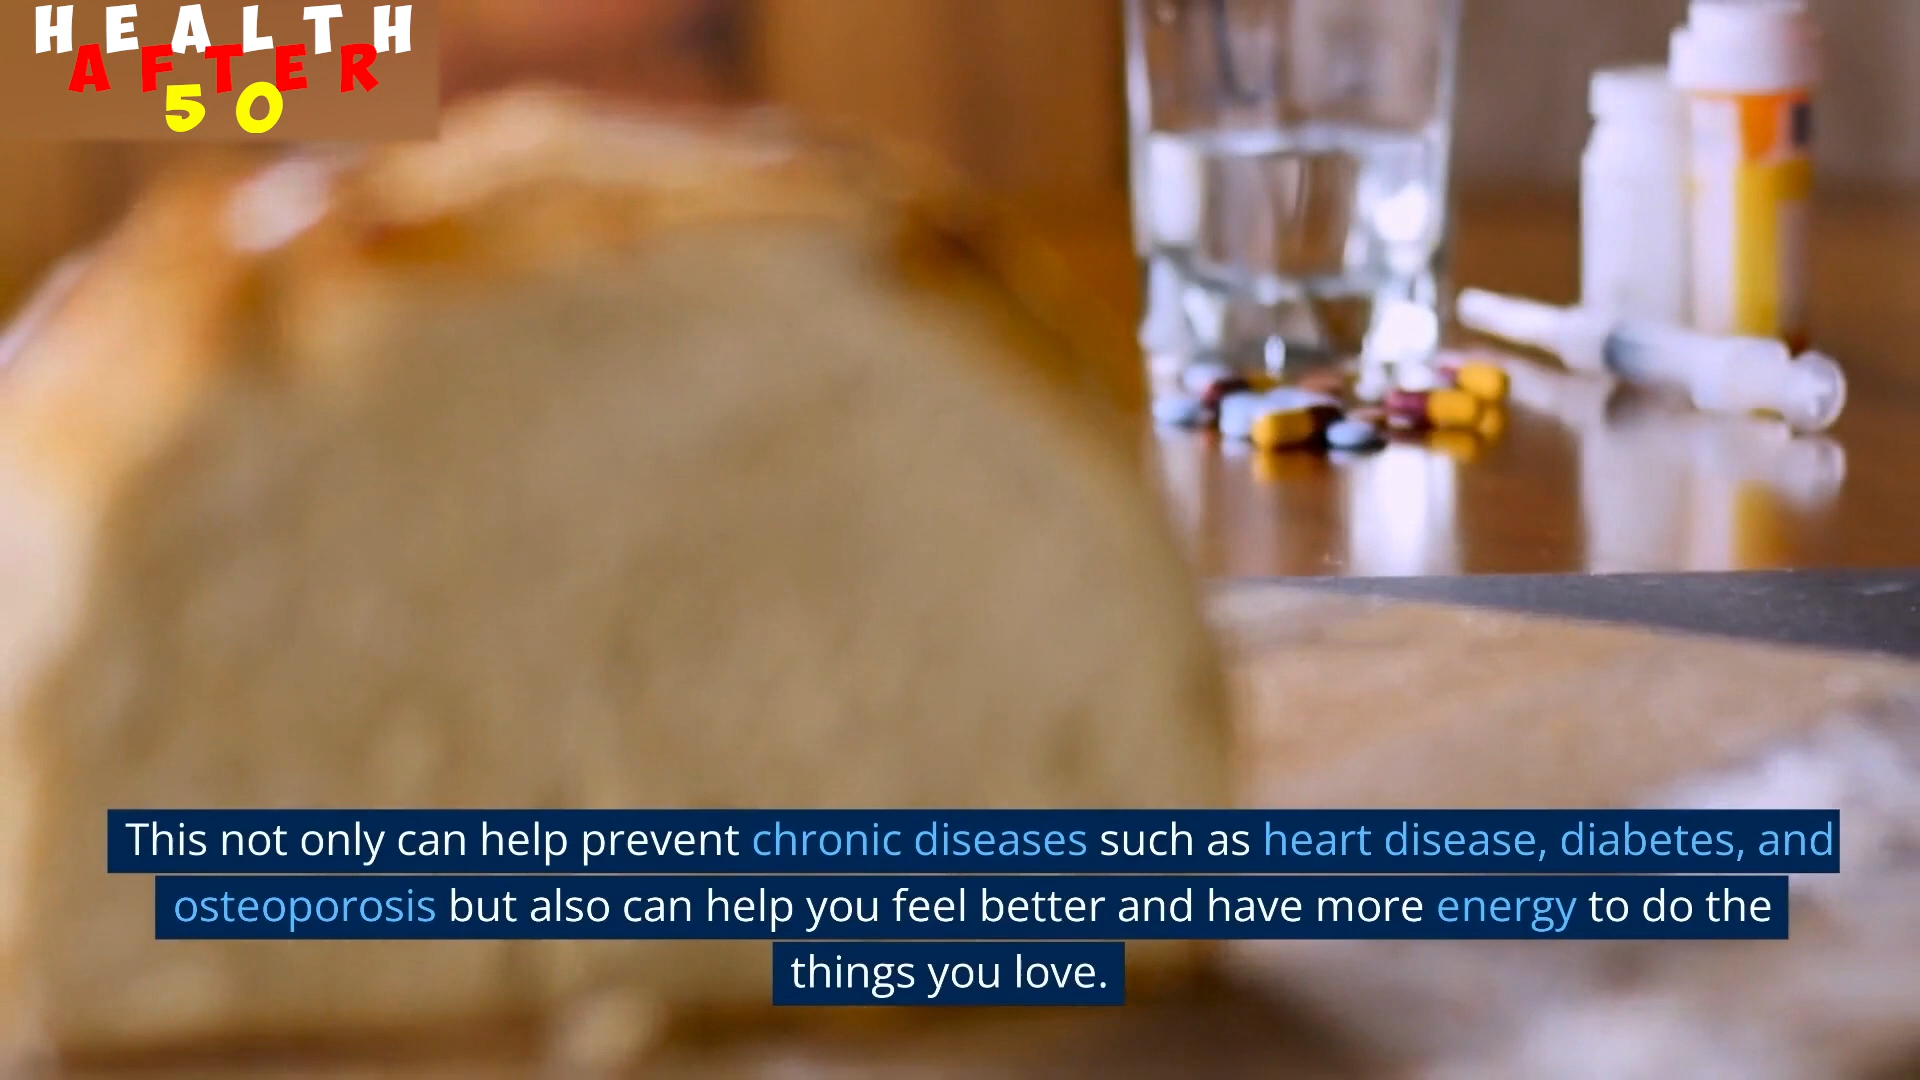 HEALTH
AFTER
50
This not only can help prevent chronic diseases such as heart disease, diabetes, and
osteoporosis but also can help you feel better and have more energy to do the
things you love.